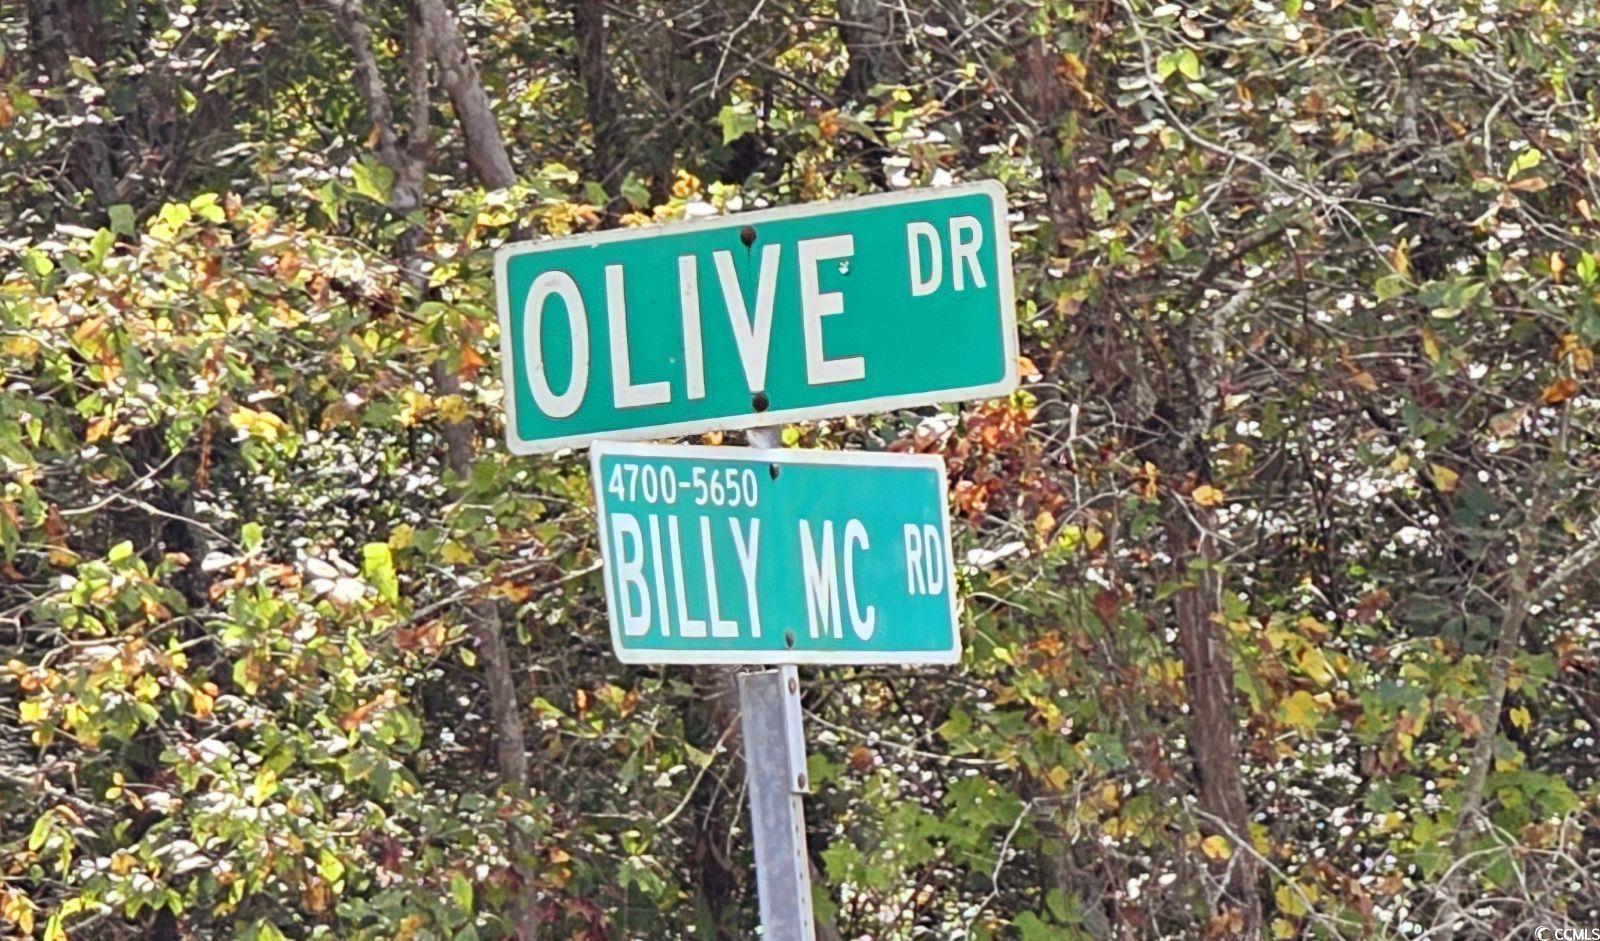 OLIVE DR
4700-5650
BILLY MC RD
© CCMLS